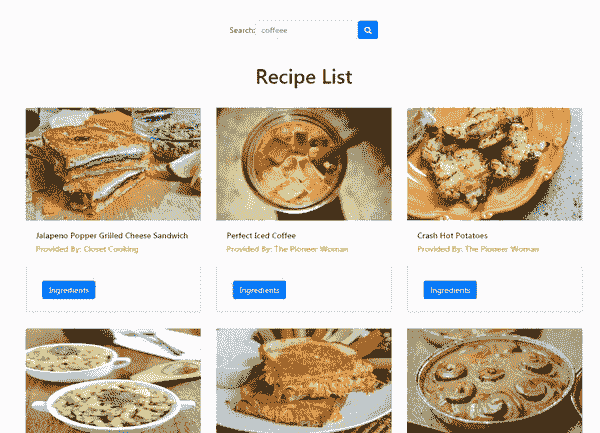 Search: coffeee
Recipe List
Jalapeno Popper Grilled Cheese Sandwich
Provided By: Closet Cooking
Ingredients
Perfect Iced Coffee
Provided By: The Pioneer Woman
Ingredients
Crash Hot Potatoes
Provided By: The Pioneer Woman
Ingredients